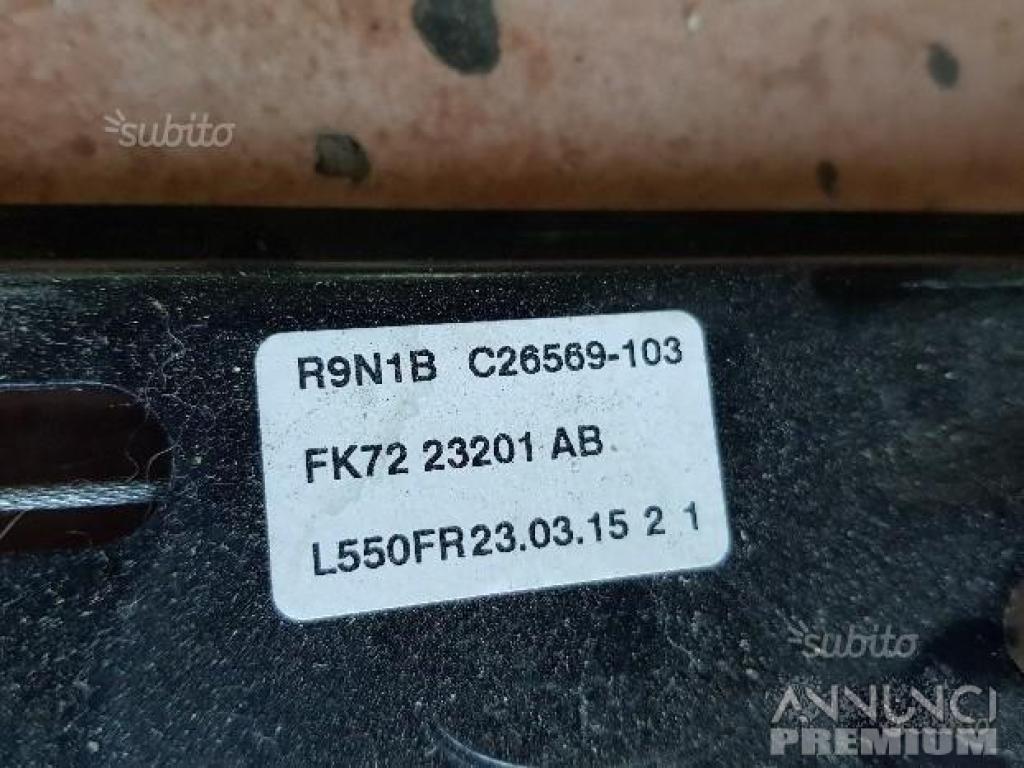 subito
R9N1B C26569-103
FK72 23201 AB
L550FR23.03.15 2 1
subito
ANNUNCI
PREMIUM